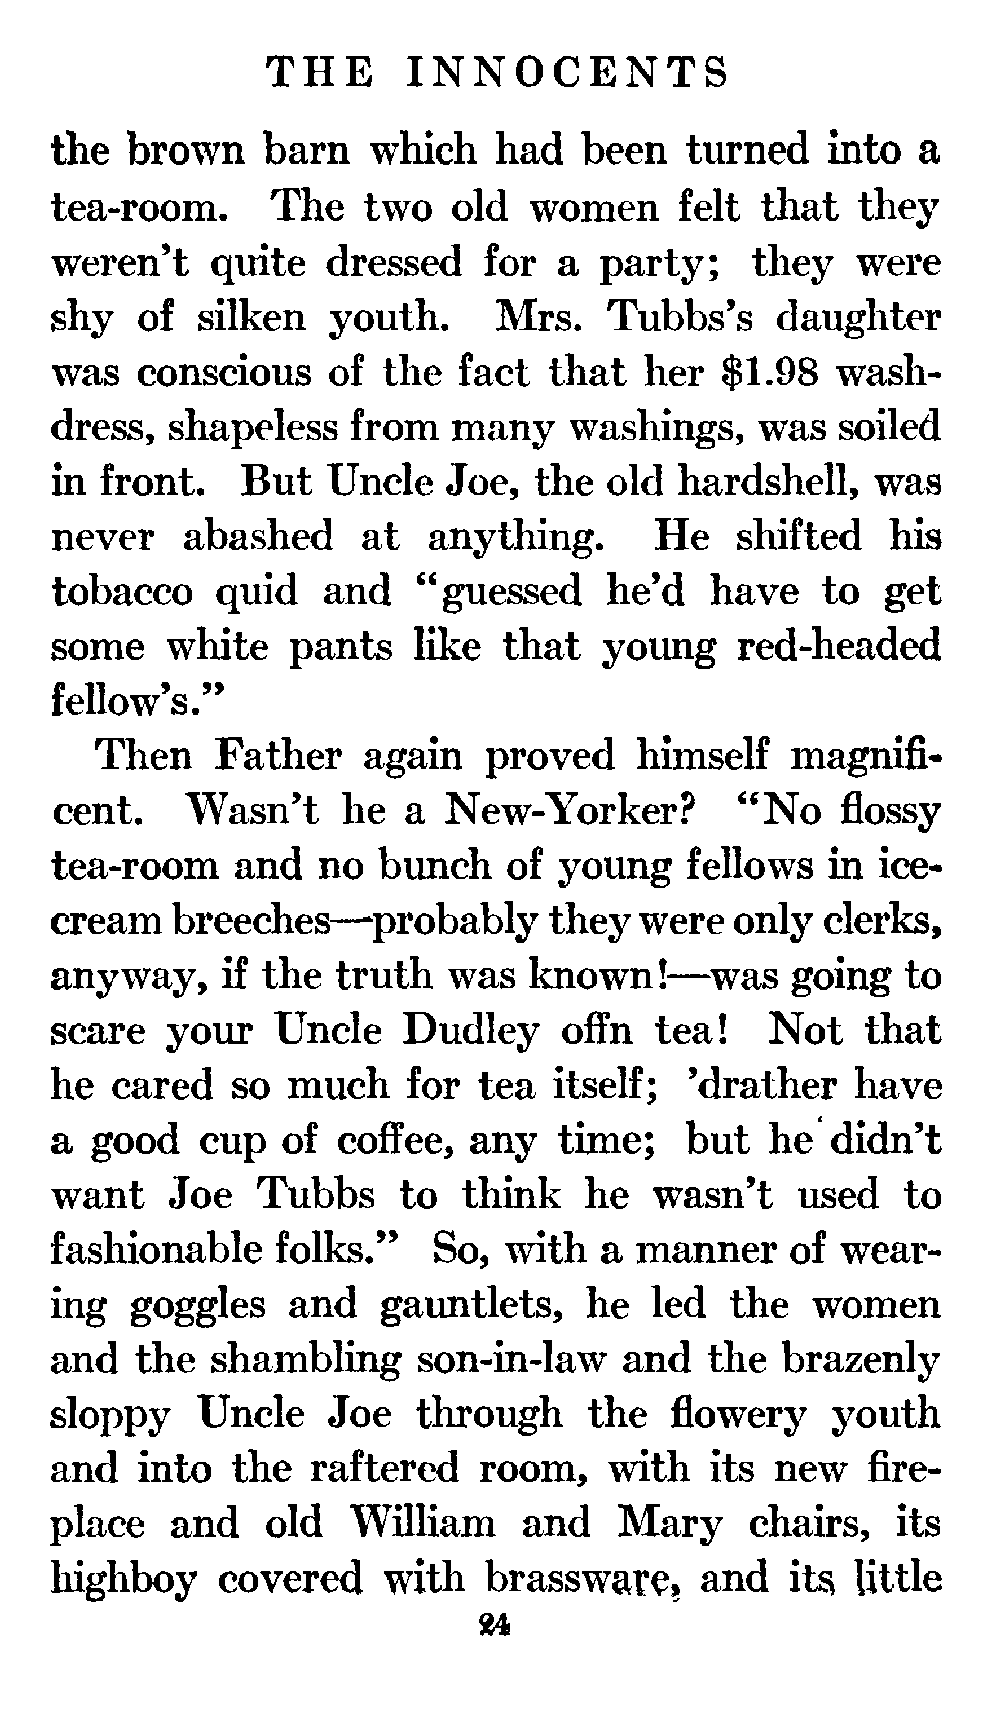 THE INNOCENTS
the brown barn which had been turned into a
tea-room. The two old women felt that they
weren't quite dressed for a party; they were
shy of silken youth. Mrs. Tubbs's daughter
was conscious of the fact that her $1.98 wash-
dress, shapeless from many washings, was soiled
in front. But Uncle Joe, the old hardshell, was
never abashed at anything. He shifted his
tobacco quid and “guessed he'd have to get
some white pants like that young red-headed
fellow's.”
Then Father again proved himself magnifi-
cent. Wasn't he a New-Yorker? “No flossy
tea-room and no bunch of young fellows in ice-
cream breeches—probably they were only clerks,
anyway, if the truth was known!—was going to
scare your Uncle Dudley offn tea! Not that
he cared so much for tea itself; 'drather have
a good cup of coffee, any time; but he didn't
want Joe Tubbs to think he wasn't used to
fashionable folks.” So, with a manner of wear-
ing goggles and gauntlets, he led the women
and the shambling son-in-law and the brazenly
sloppy Uncle Joe through the flowery youth
and into the raftered room, with its new fire-
place and old William and Mary chairs, its
highboy covered with brassware, and its little
24